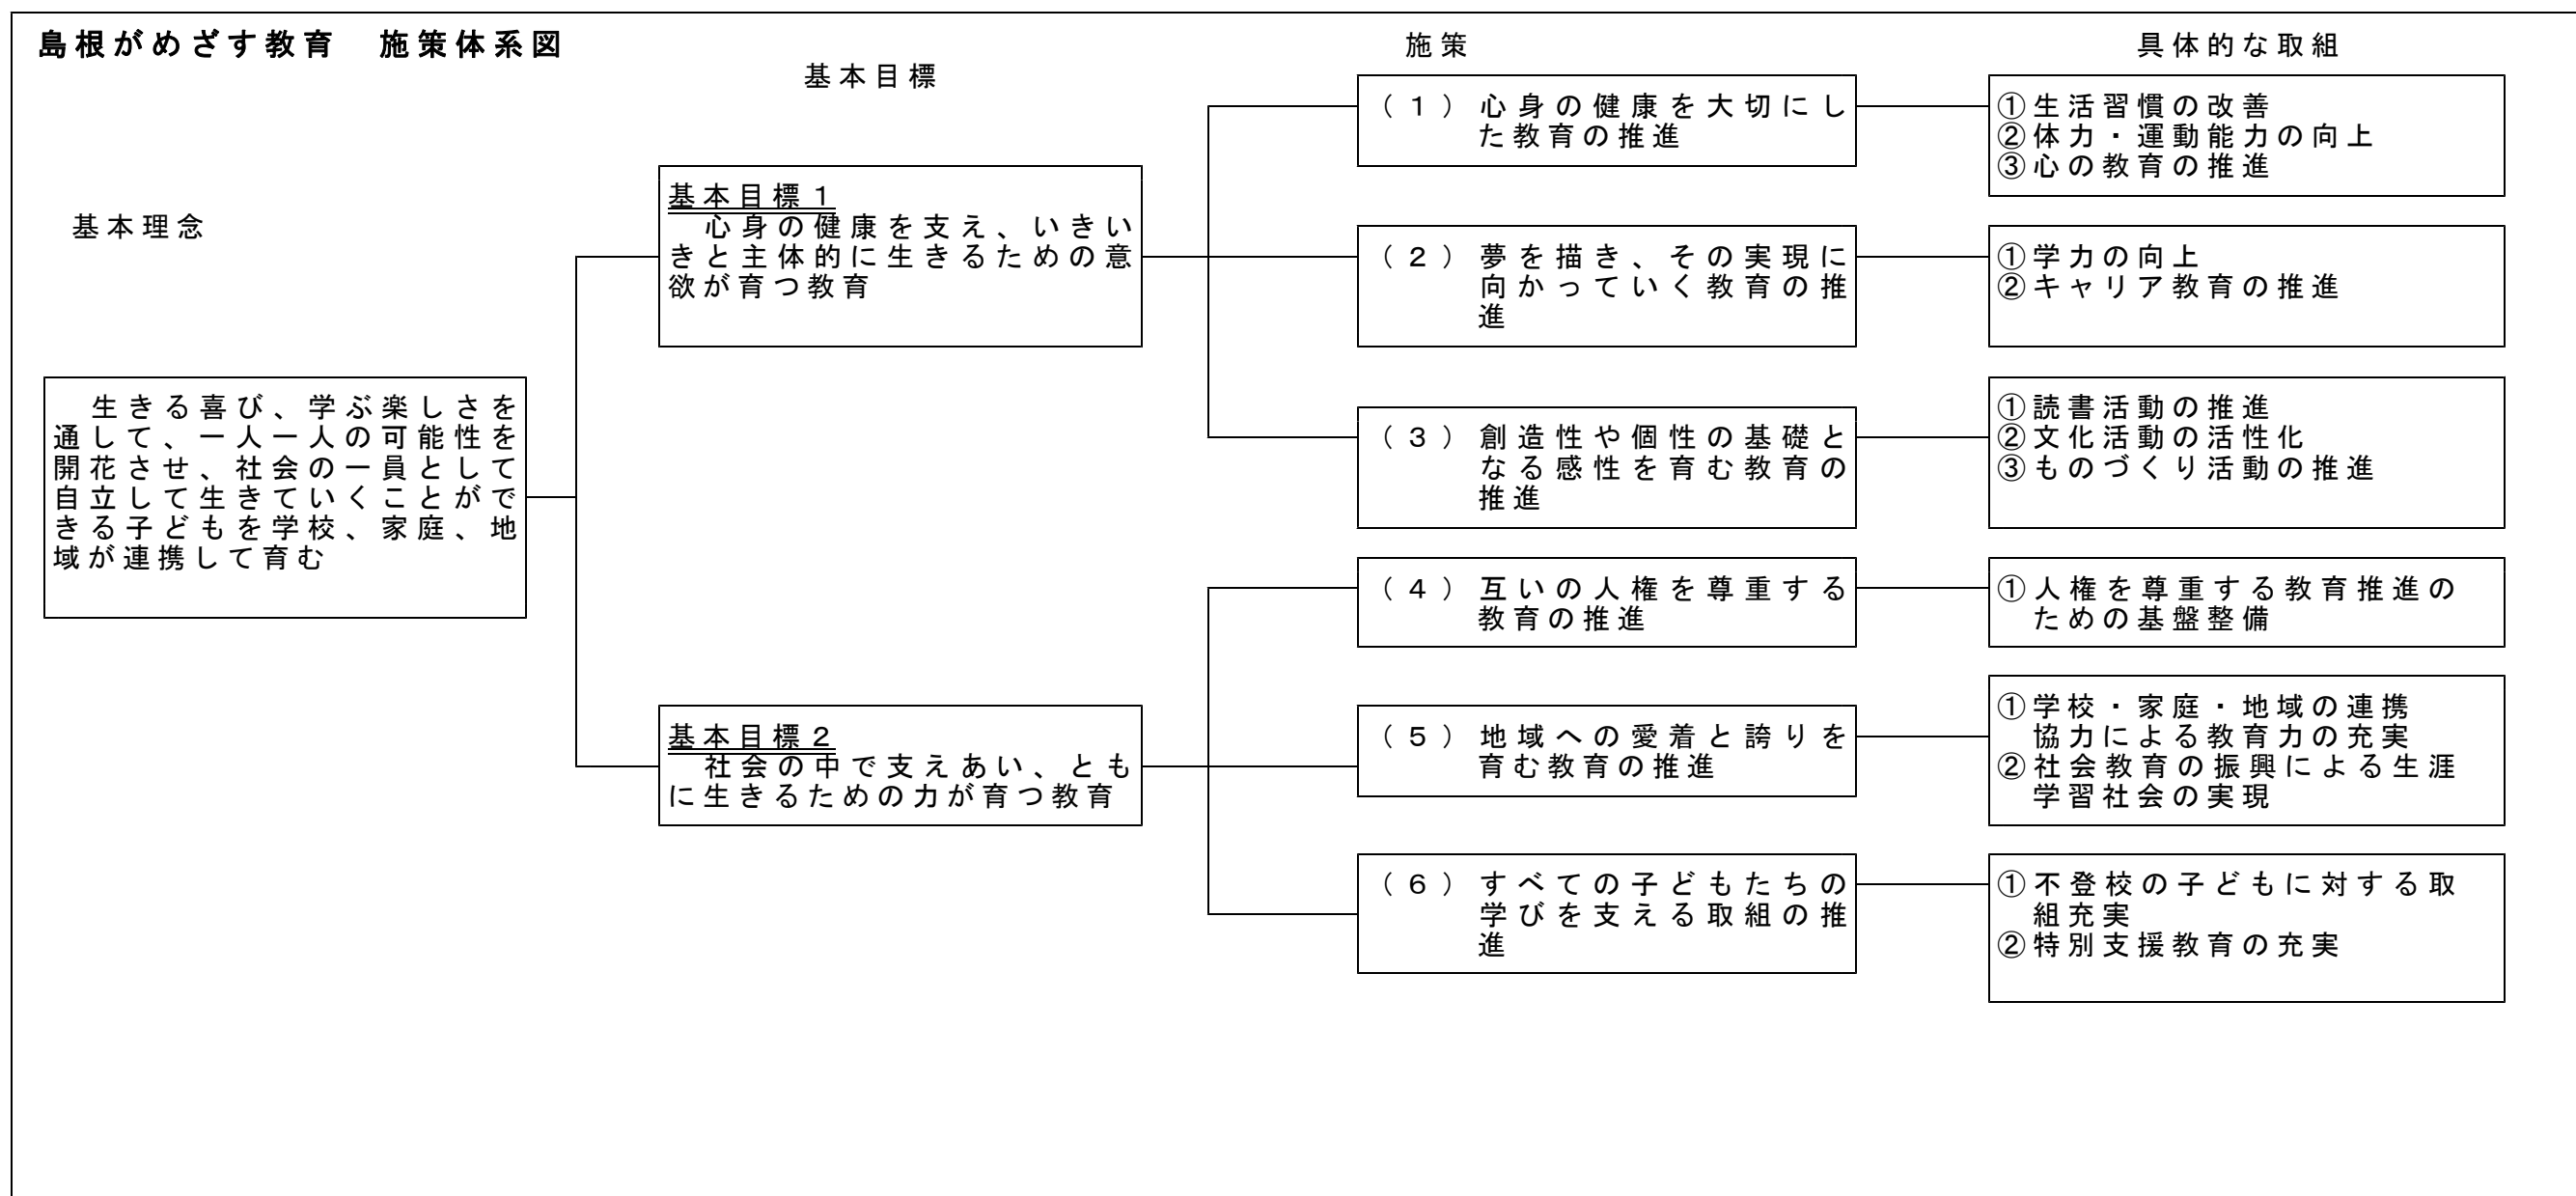 島根がめざす教育　施策体系図
基本理念
生きる喜び、学ぶ楽しさを
通して、一人一人の可能性を
開花させ、社会の一員として
自立して生きていくことがで
きる子どもを学校、家庭、地
域が連携して育む
基本目標
基本目標１
心身の健康を支え、いきい
きと主体的に生きるための意
欲が育つ教育
基本目標２
社会の中で支えあい、とも
に生きるための力が育つ教育
施策
（１）心身の健康を大切にし
た教育の推進
（２）夢を描き、その実現に
向かっていく教育の推
進
（３）創造性や個性の基礎と
なる感性を育む教育の
推進
（４）互いの人権を尊重する
教育の推進
（５）地域への愛着と誇りを
育む教育の推進
（６）すべての子どもたちの
学びを支える取組の推
進
具体的な取組
①生活習慣の改善
②体力・運動能力の向上
③心の教育の推進
①学力の向上
②キャリア教育の推進
①読書活動の推進
②文化活動の活性化
③ものづくり活動の推進
①人権を尊重する教育推進の
ための基盤整備
①学校・家庭・地域の連携
協力による教育力の充実
②社会教育の振興による生涯
学習社会の実現
①不登校の子どもに対する取
組充実
②特別支援教育の充実